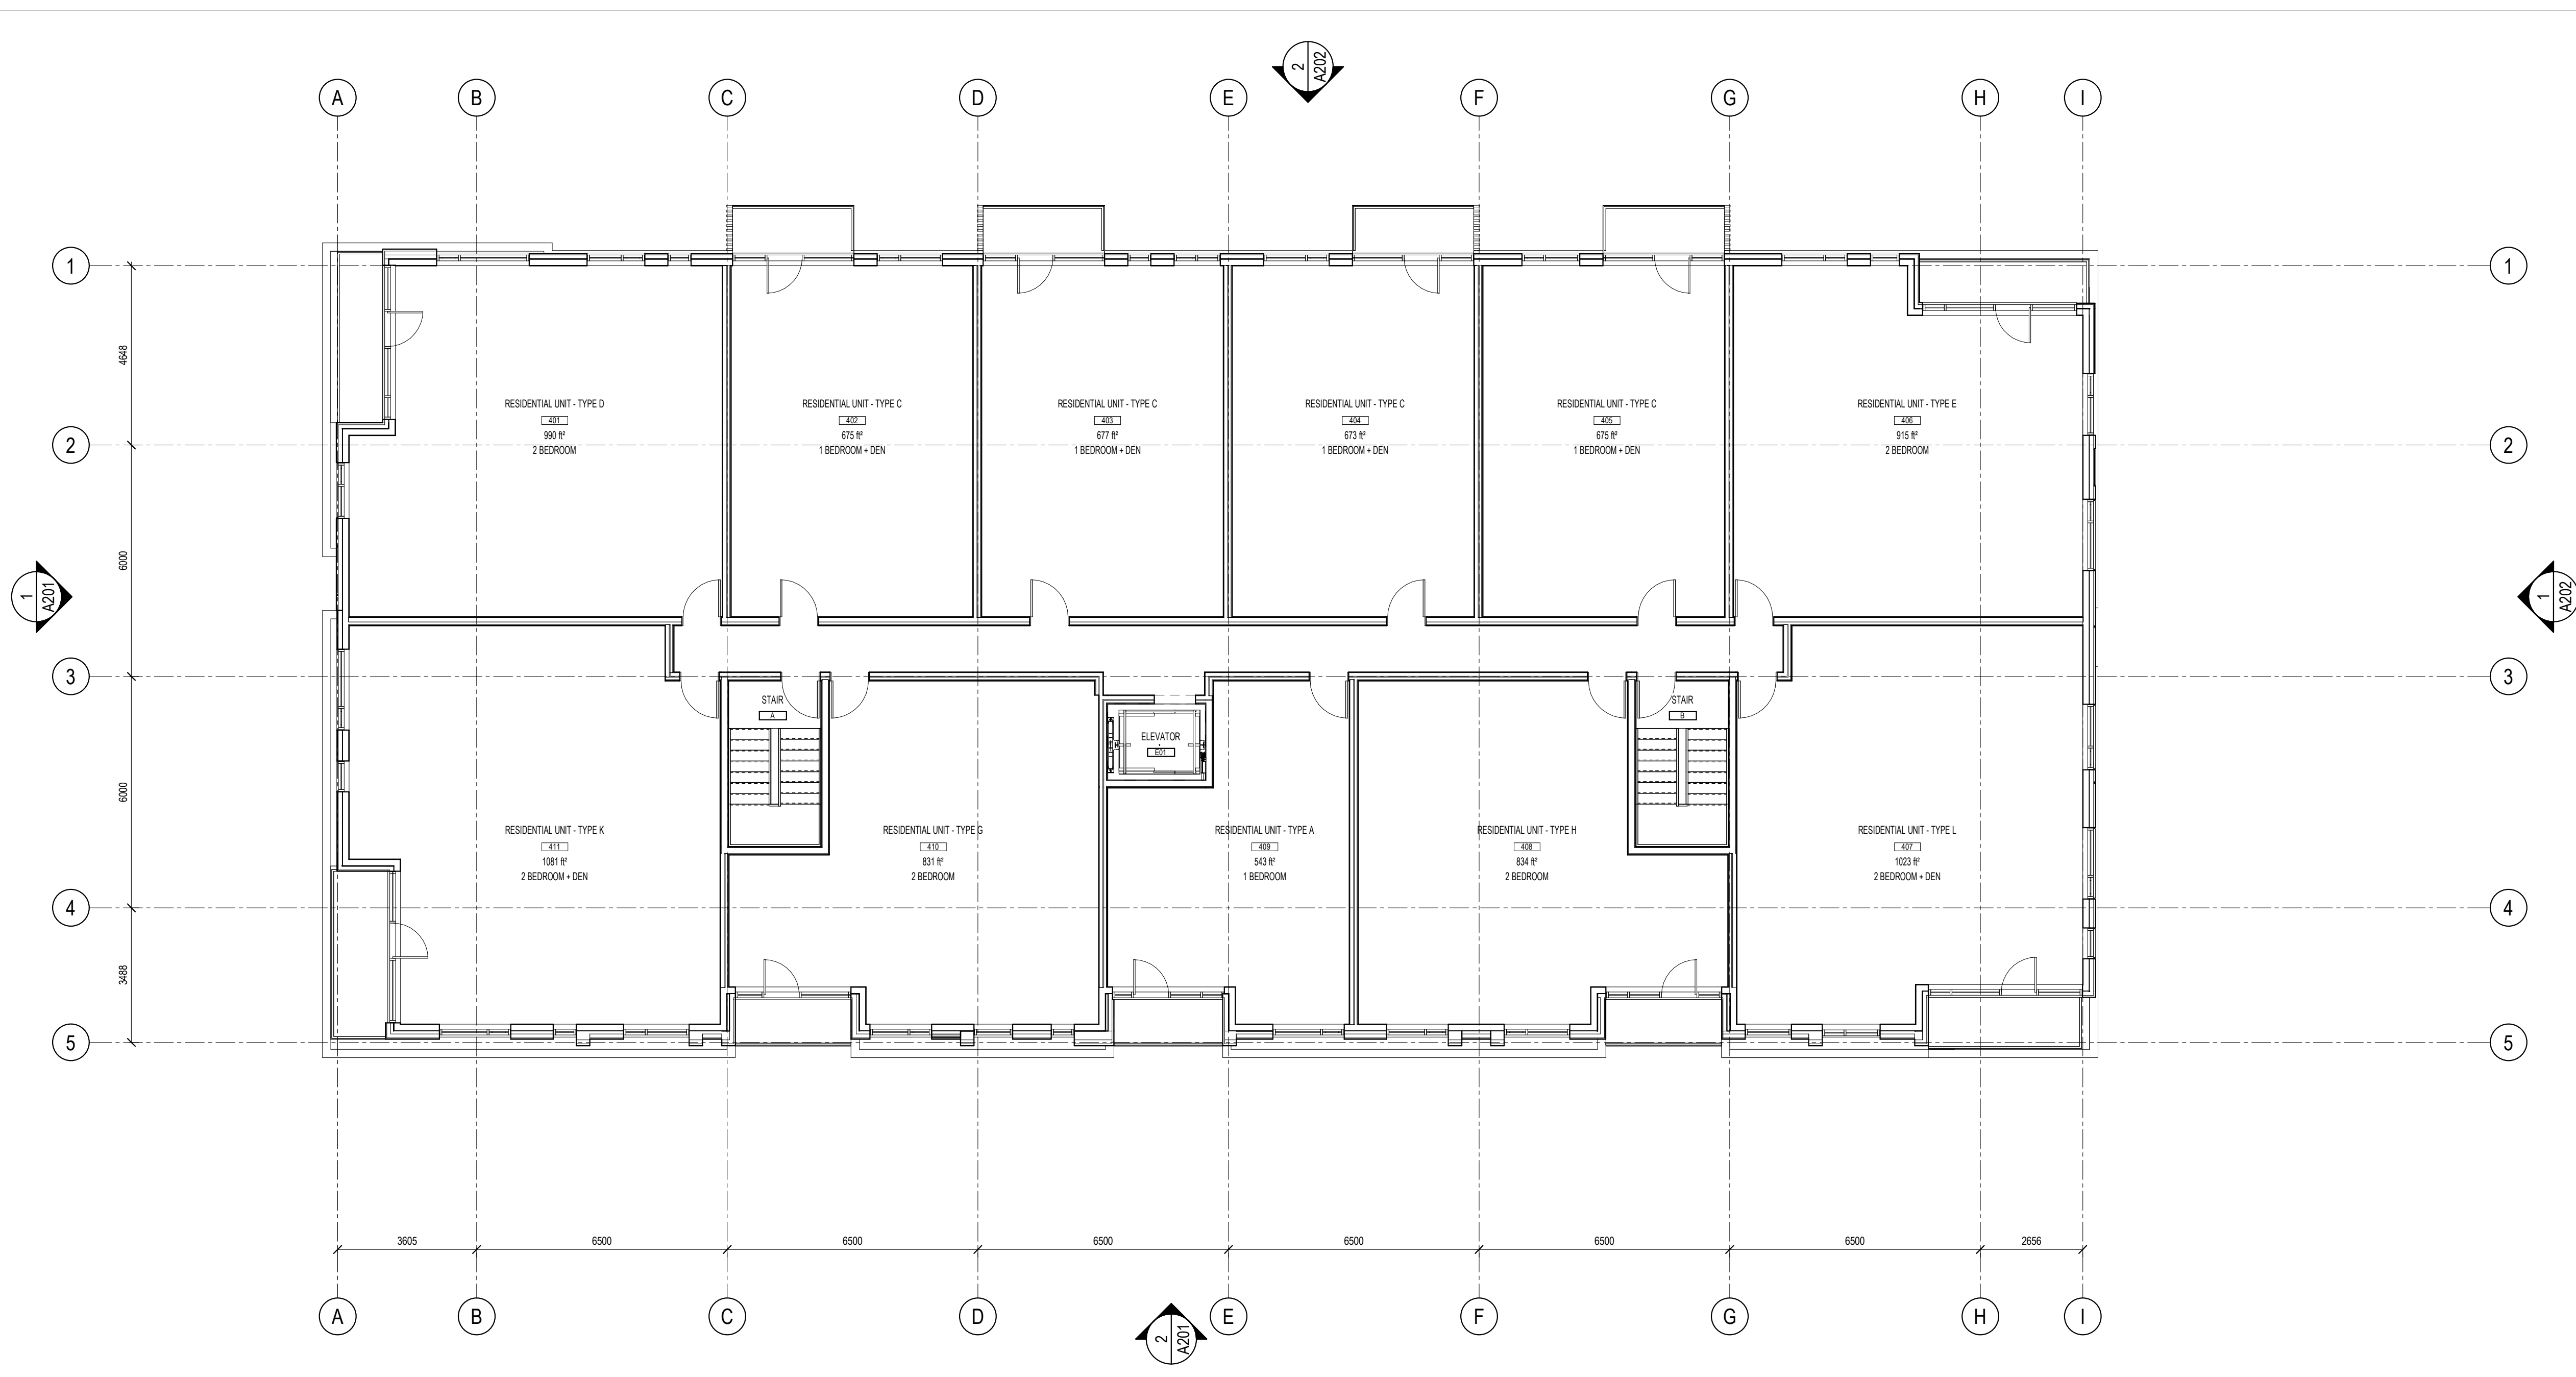 2
A202
A
B
C
D
E
F
G
H
I
1
1
4648
RESIDENTIAL UNIT - TYPE D
401
990 ft²
2 BEDROOM
RESIDENTIAL UNIT - TYPE C
402
675 ft²
1 BEDROOM + DEN
RESIDENTIAL UNIT - TYPE C
403
677 ft²
1 BEDROOM + DEN
RESIDENTIAL UNIT - TYPE C
404
673 ft²
1 BEDROOM + DEN
RESIDENTIAL UNIT - TYPE C
405
675 ft²
1 BEDROOM + DEN
RESIDENTIAL UNIT - TYPE E
406
915 ft²
2 BEDROOM
2
2
6000
1
A201
1
A202
3
3
STAIR
A
ELEVATOR
E01
STAIR
B
6000
RESIDENTIAL UNIT - TYPE K
411
1081 ft²
2 BEDROOM + DEN
RESIDENTIAL UNIT - TYPE G
410
831 ft²
2 BEDROOM
RESIDENTIAL UNIT - TYPE A
409
543 ft²
1 BEDROOM
RESIDENTIAL UNIT - TYPE H
408
834 ft²
2 BEDROOM
RESIDENTIAL UNIT - TYPE L
407
1023 ft²
2 BEDROOM + DEN
4
4
3488
5
5
3605
6500
6500
6500
6500
6500
6500
2656
A
B
C
D
E
F
G
H
I
2
A201